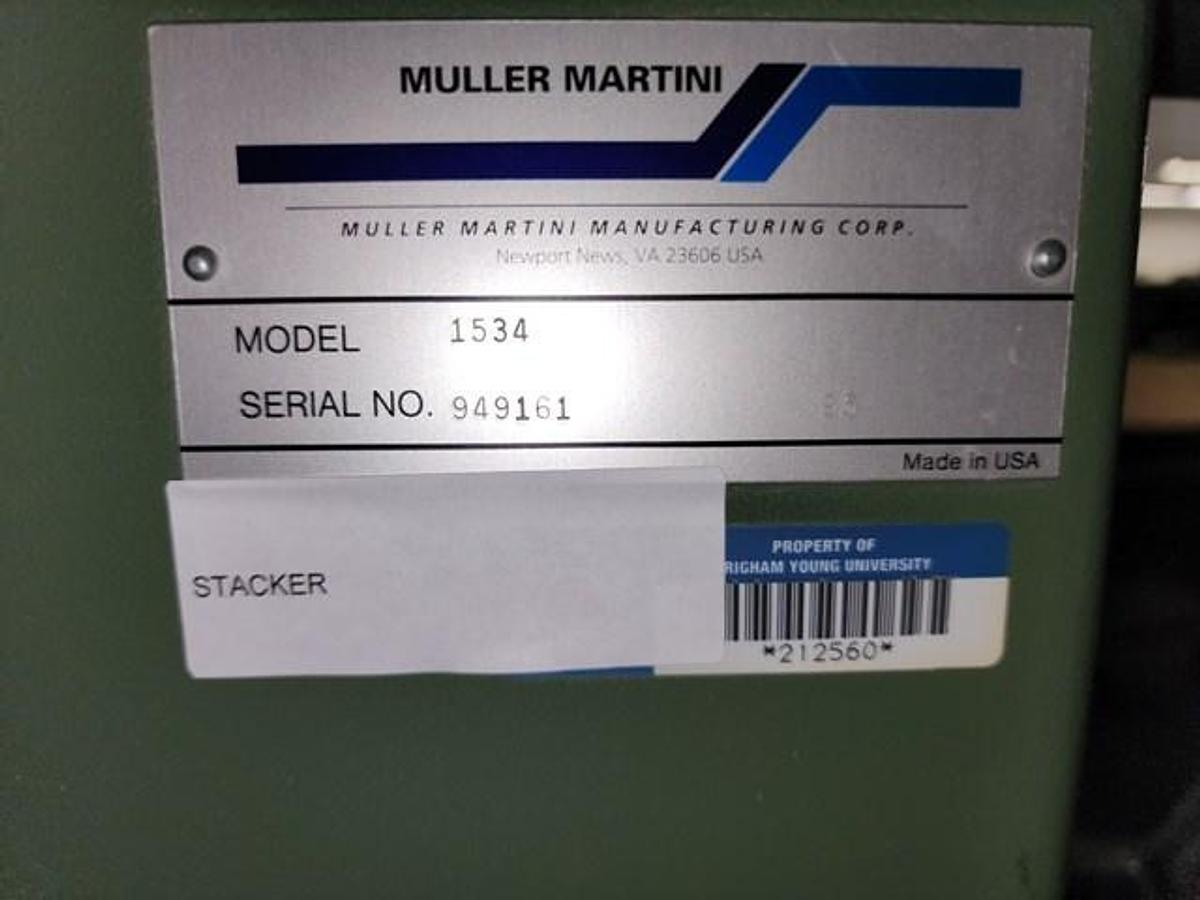 MULLER MARTINI
MULLER MARTINI MANUFACTURING CORP.
Newport News, VA 23606 USA
MODEL 1534
SERIAL NO. 949161
Made in USA
STACKER
PROPERTY OF
RIGHAM YOUNG UNIVERSITY
*212560*